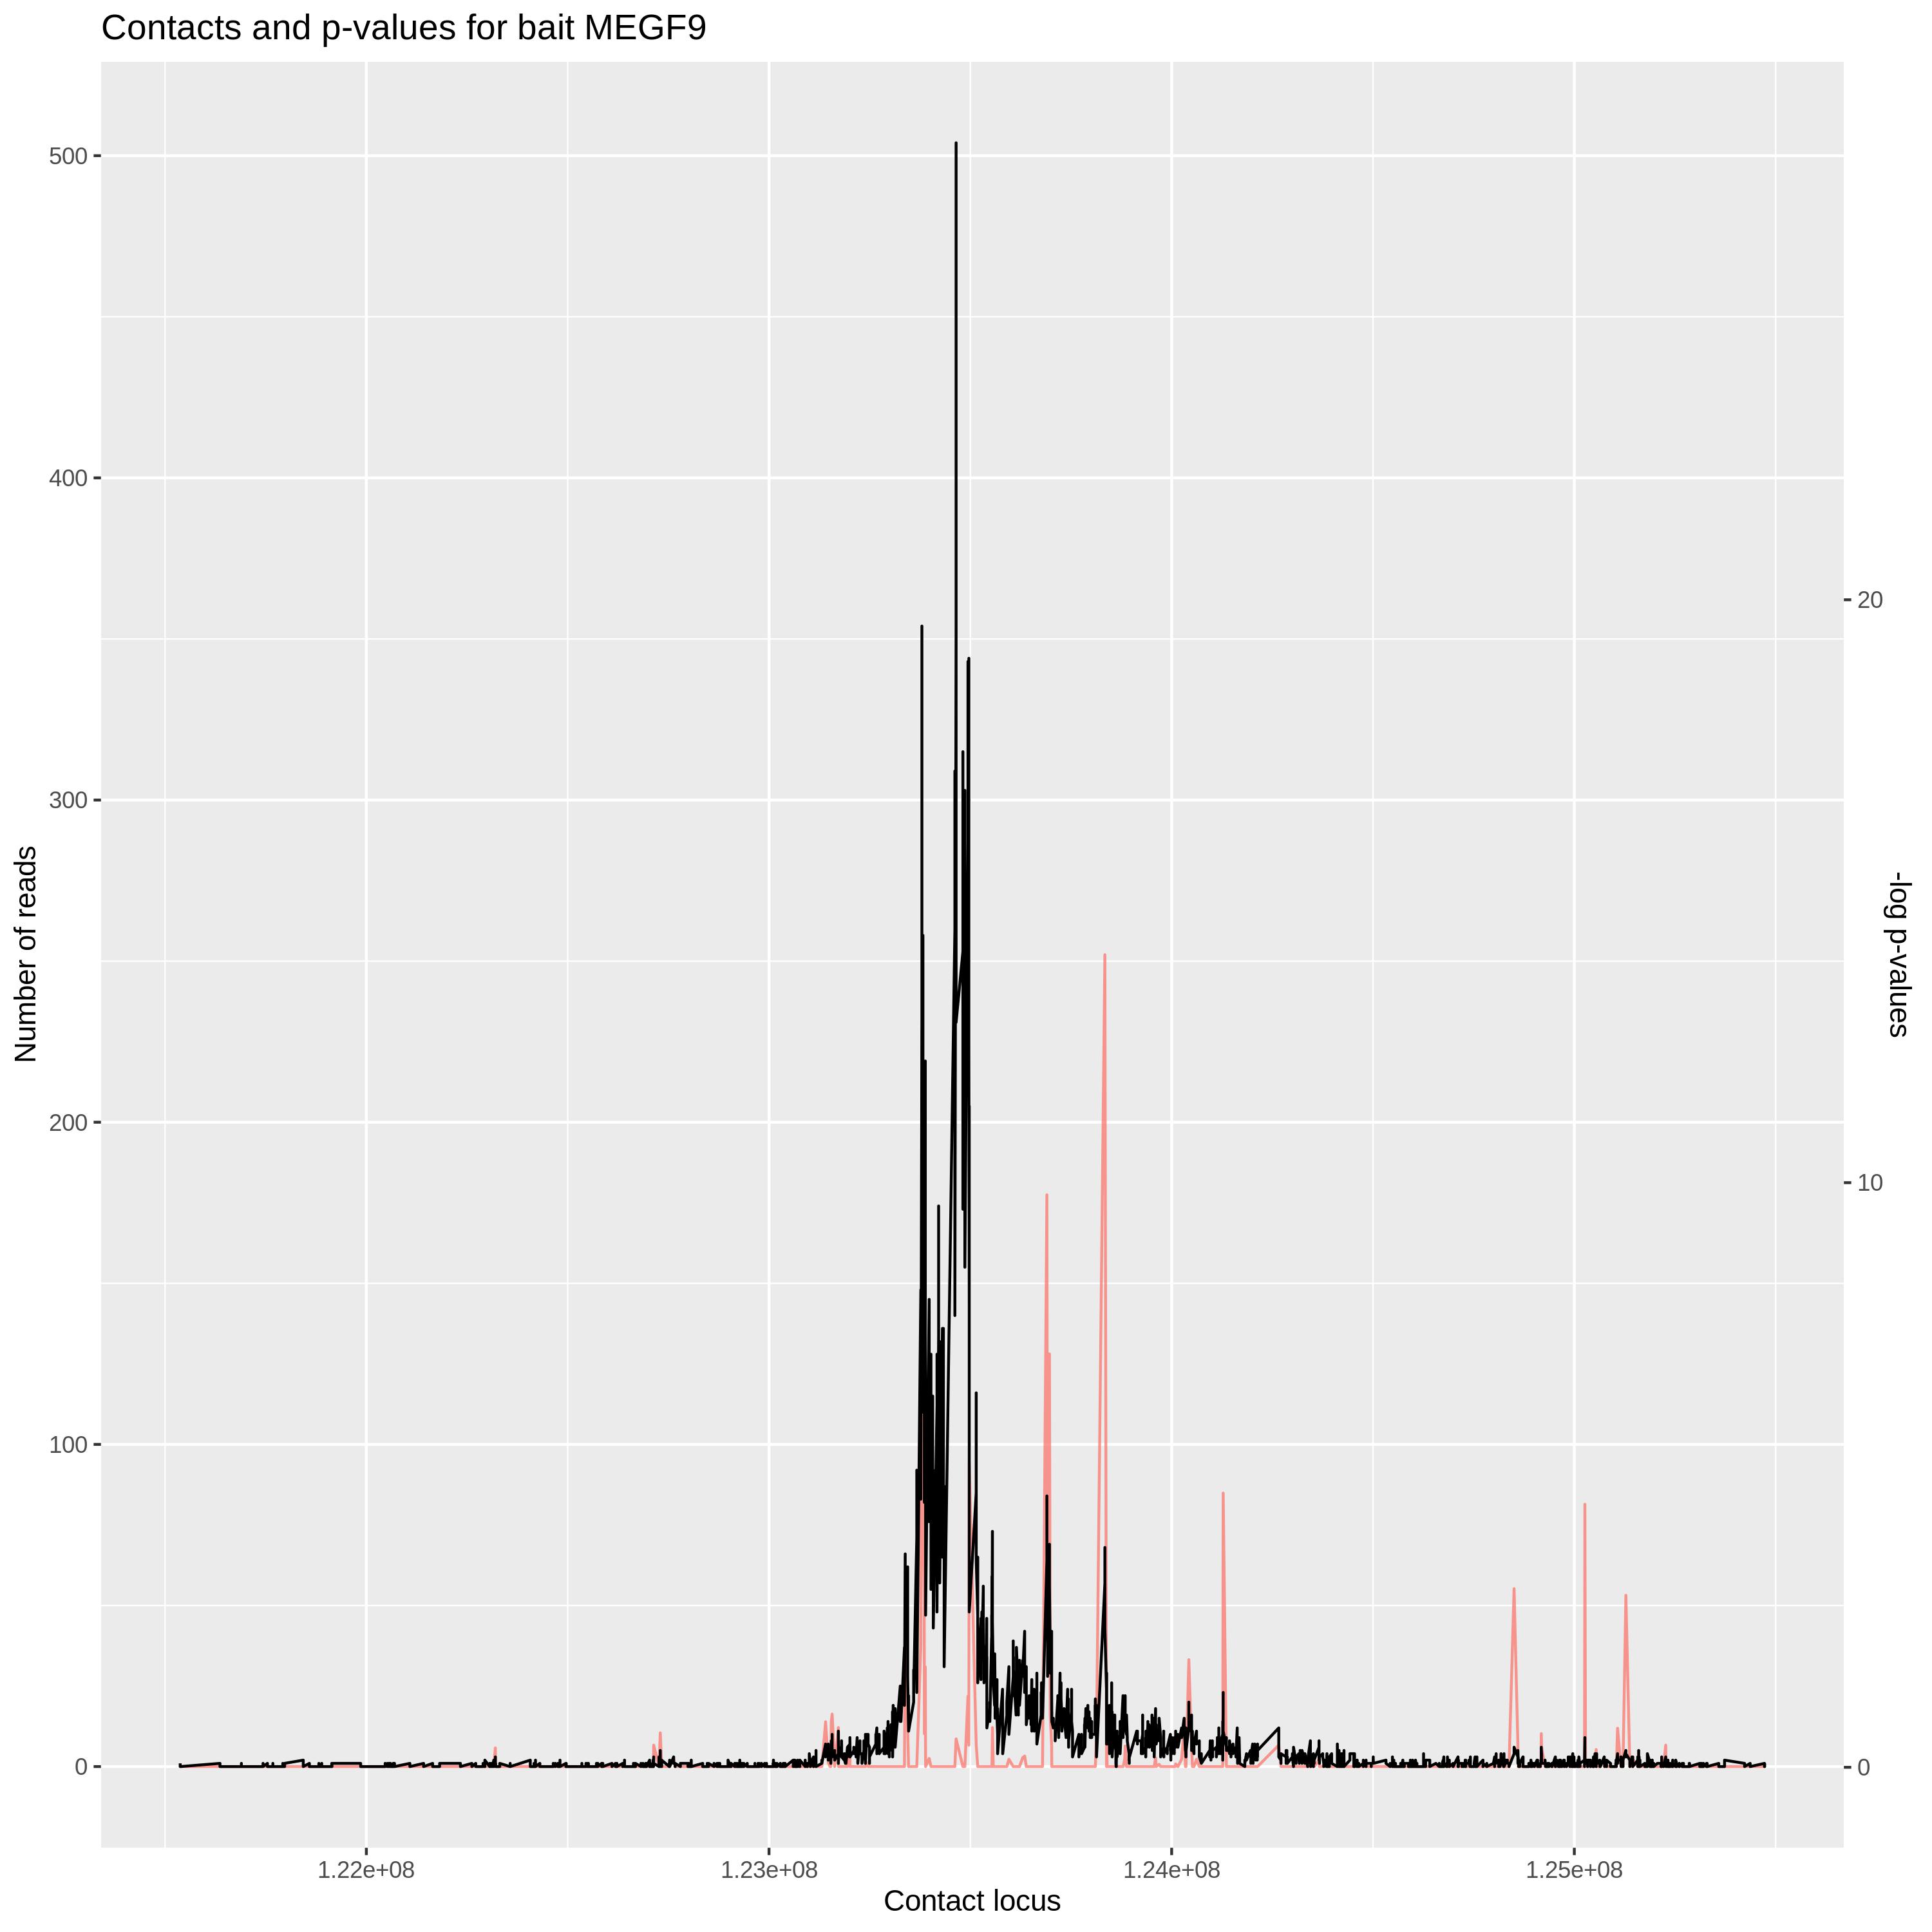 Contacts and p-values for bait MEGF9
500
400
300
200
100
0
Number of reads
20
10
0
-log p-values
1.22e+08 1.23e+08 1.24e+08 1.25e+08
Contact locus